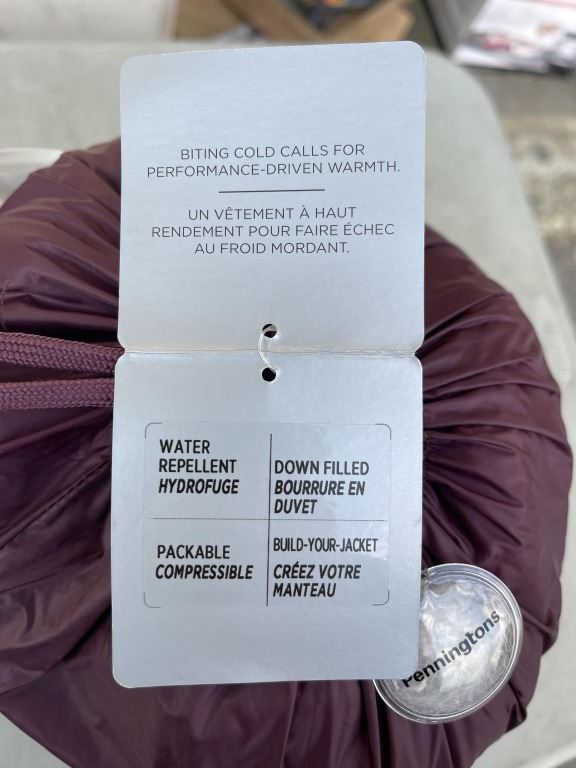 BITING COLD CALLS FOR
PERFORMANCE-DRIVEN WARMTH.
UN VÊTEMENT À HAUT
RENDEMENT POUR FAIRE ÉCHEC
AU FROID MORDANT.
WATER
REPELLENT
HYDROFUGE
DOWN FILLED
BOURRURE EN
DUVET
PACKABLE
COMPRESSIBLE
BUILD-YOUR-JACKET
CRÉEZ VOTRE
MANTEAU
Penningtons